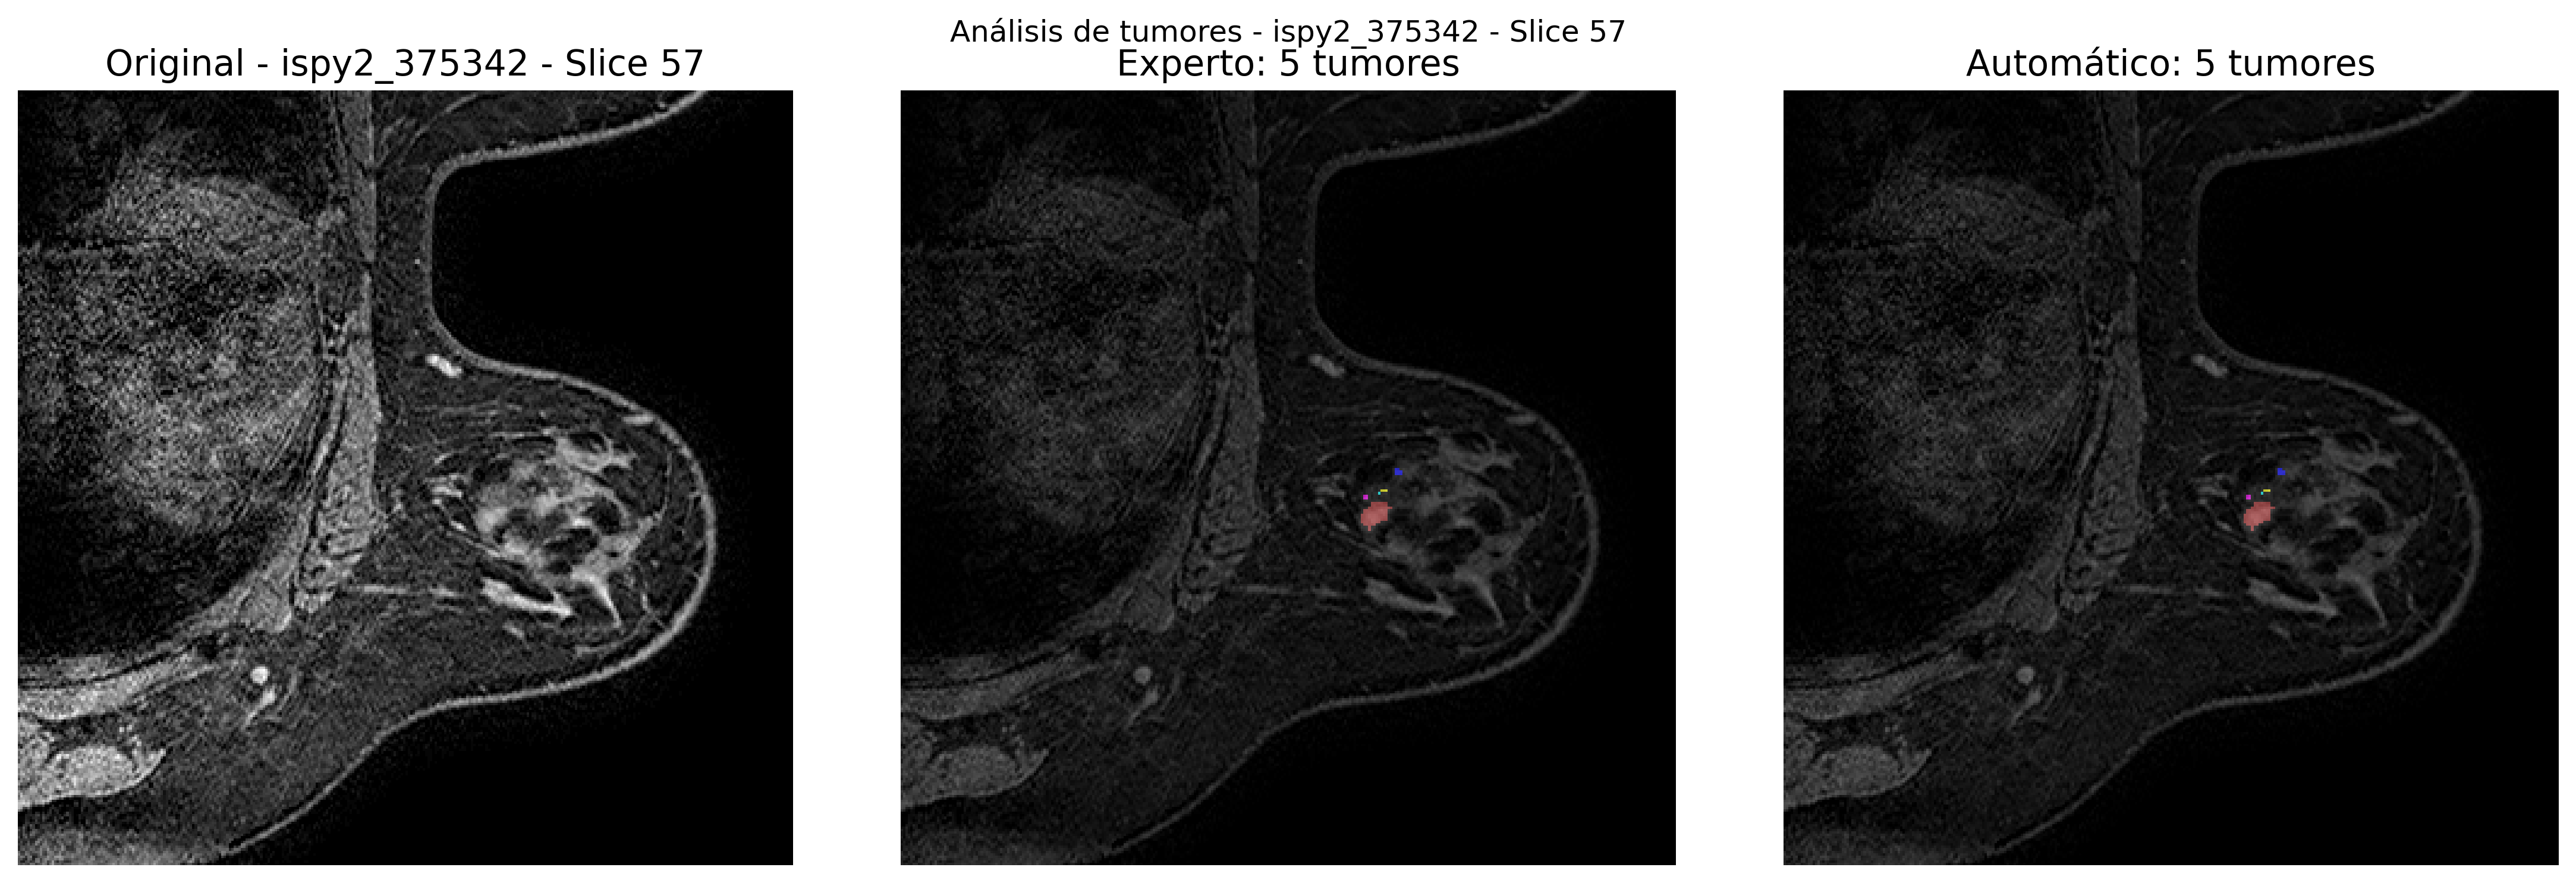 Análisis de tumores - ispy2_375342 - Slice 57
Original - ispy2_375342 - Slice 57
Experto: 5 tumores
Automático: 5 tumores